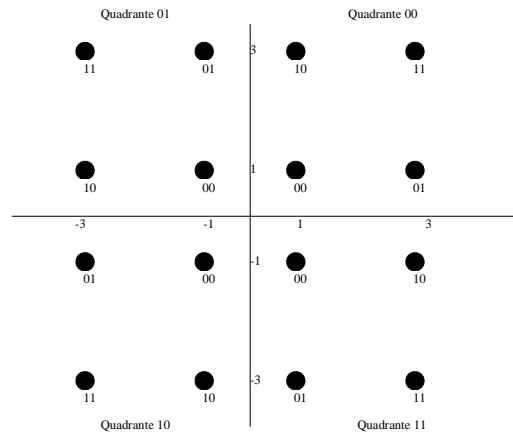 Quadrante 01 Quadrante 00
3
11 01 10 11
1
10 00 00 01
-3 -1 1 3
-1
01 00 00 10
-3
11 10 01 11
Quadrante 10 Quadrante 11